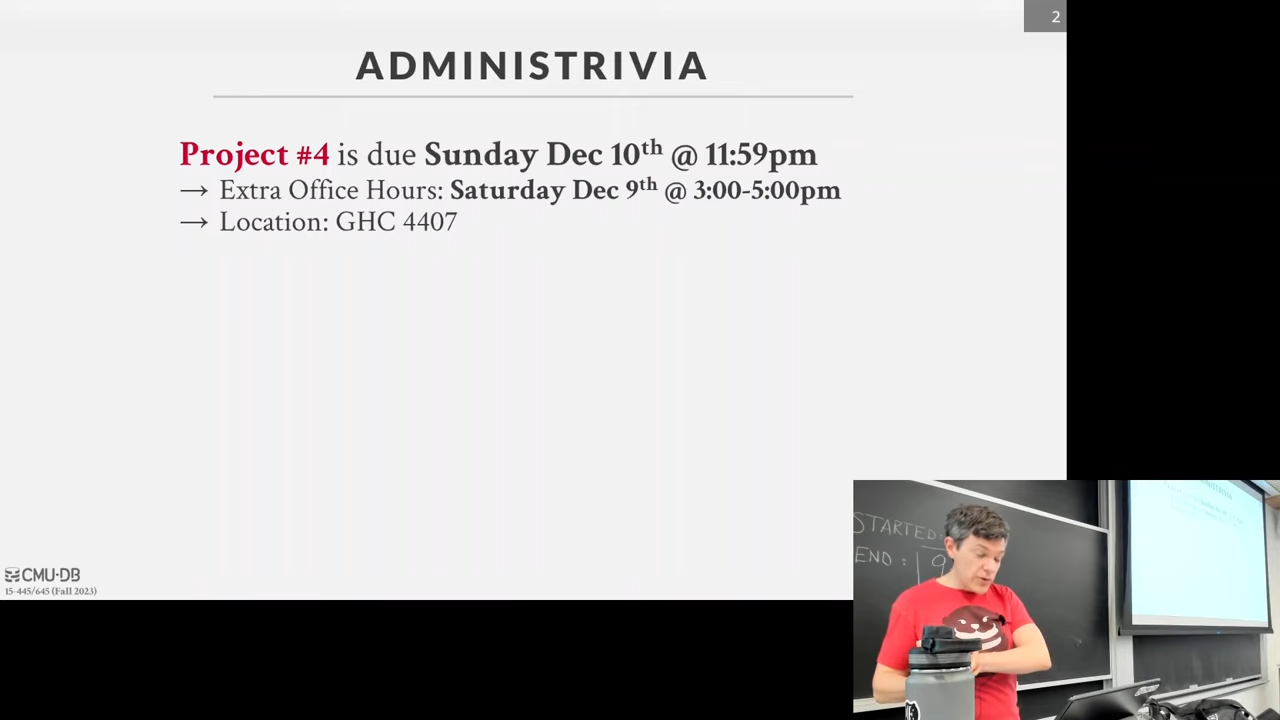 2
ADMINISTRIVIA
Project #4 is due Sunday Dec 10th @ 11:59pm
→ Extra Office Hours: Saturday Dec 9th @ 3:00-5:00pm
→ Location: GHC 4407
CMU·DB
15-445/645 (Fall 2023)
STARTED:
END: 9